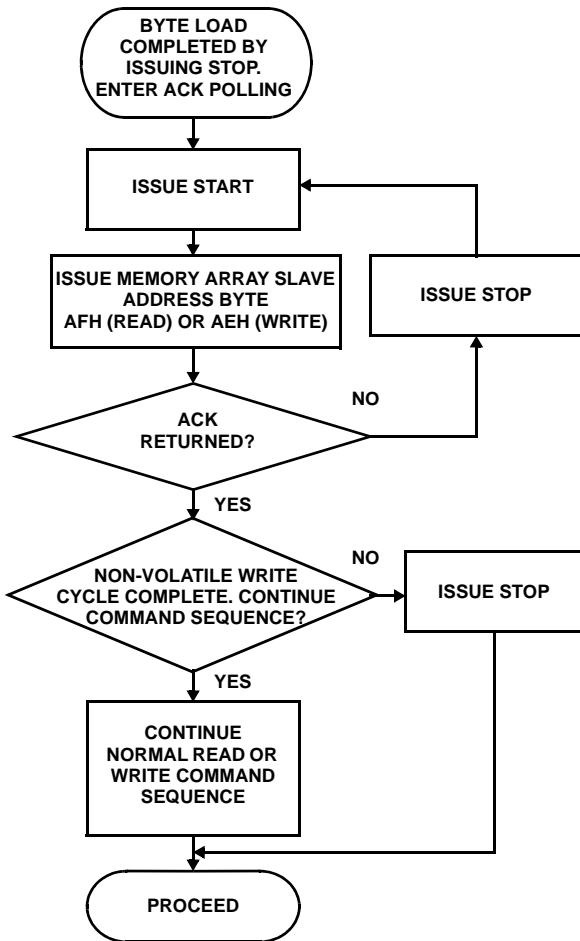 BYTE LOAD
COMPLETED BY
ISSUING STOP.
ENTER ACK POLLING
ISSUE START
ISSUE MEMORY ARRAY SLAVE
ADDRESS BYTE
AFH (READ) OR AEH (WRITE)
ISSUE STOP
ACK
RETURNED?
NO
YES
NON-VOLATILE WRITE
CYCLE COMPLETE. CONTINUE
COMMAND SEQUENCE?
NO
ISSUE STOP
YES
CONTINUE
NORMAL READ OR
WRITE COMMAND
SEQUENCE
PROCEED